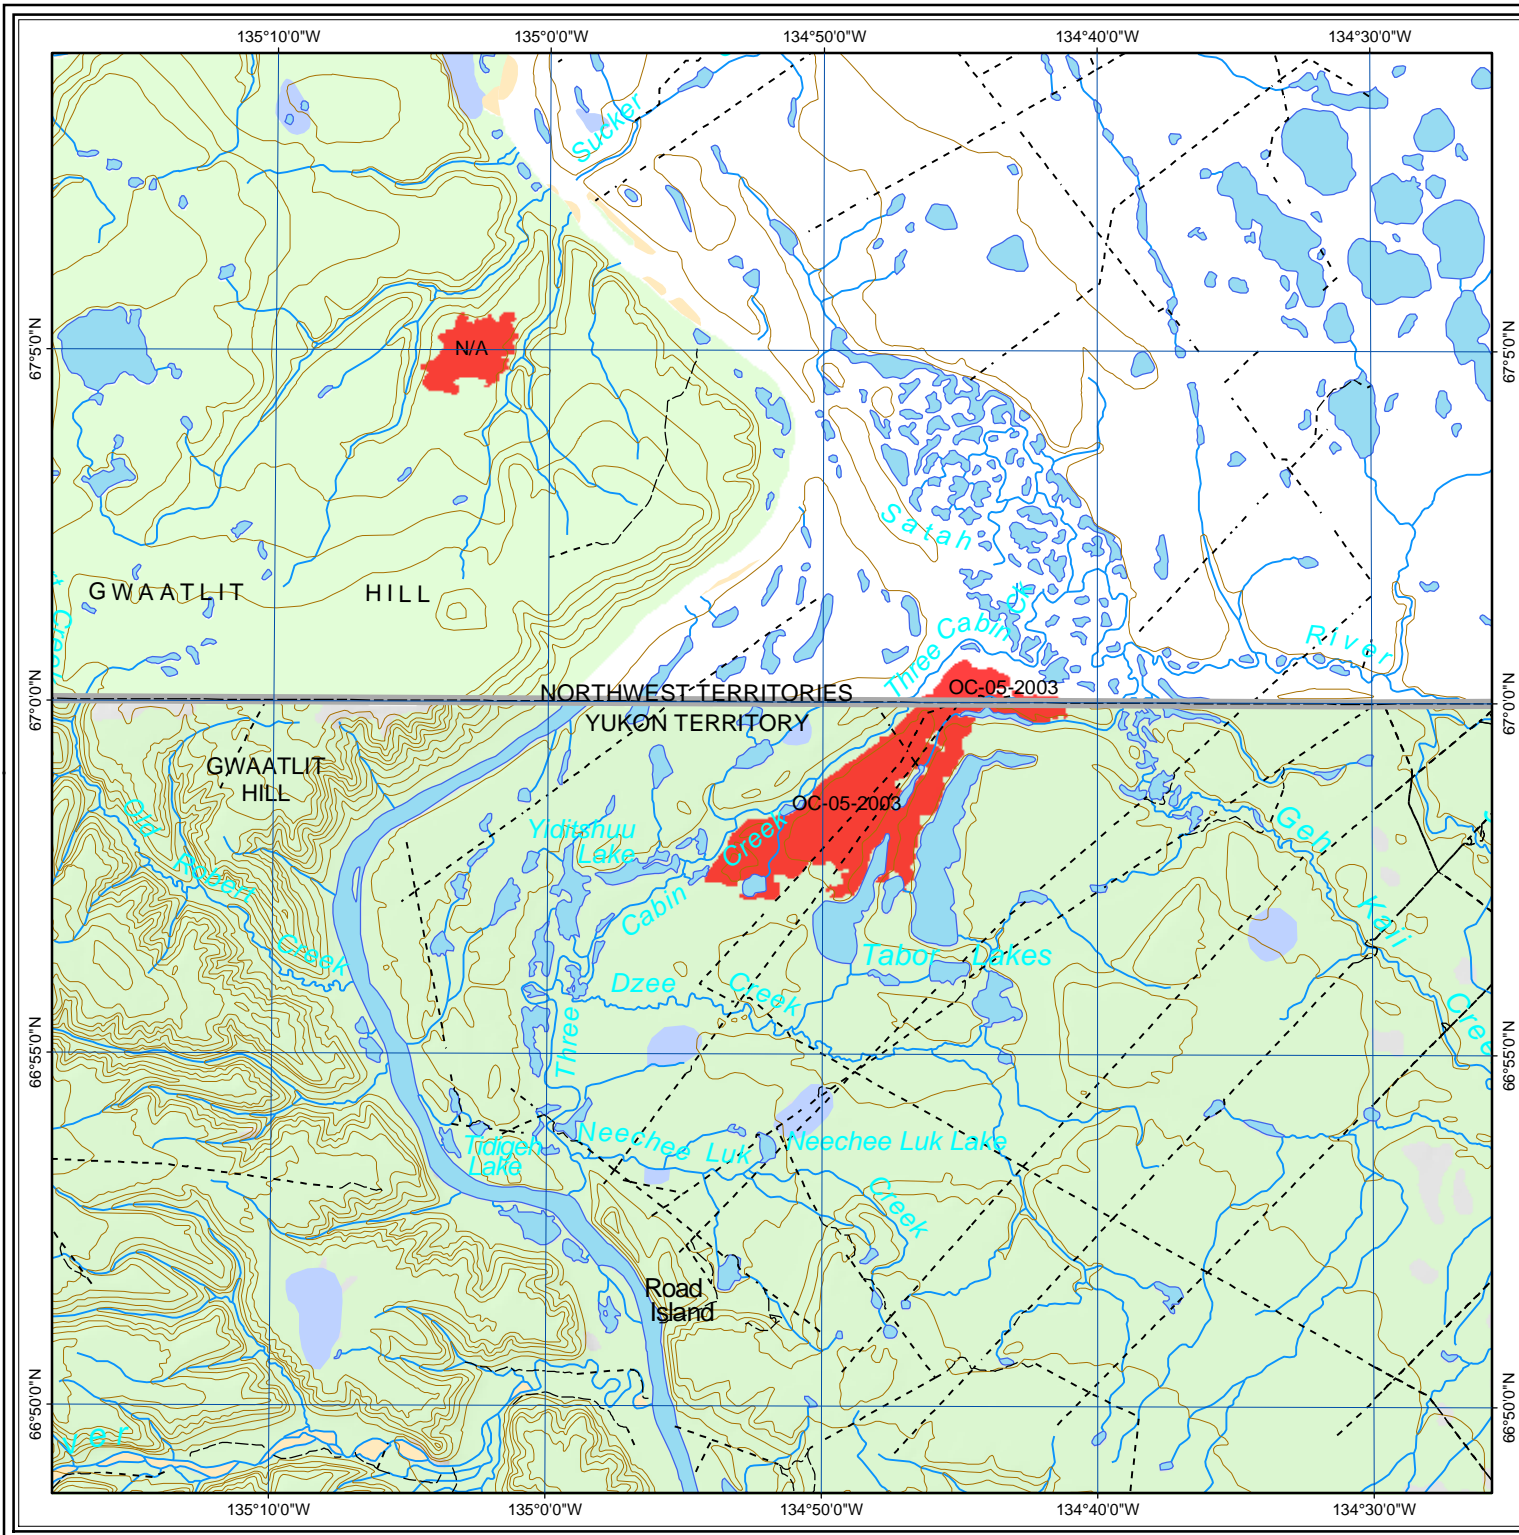 135°10'0"W
135°0'0"W
134°50'0"W
134°40'0"W
134°30'0"W
Sucker
67°5'0"N
N/A
67°5'0"N
Satah
GWAATLIT HILL
Three Cabin Ck
River
67°0'0"N
NORTHWEST TERRITORIES
OC-05-2003
67°0'0"N
YUKON TERRITORY
GWAATLIT
HILL
OC-05-2003
Old Robert Creek
Yiditshuu
Lake
Three Cabin Creek
Geh Kaii
Tabor Lakes
Dzee Creek
66°55'0"N
66°55'0"N
Tidigeh
Lake
Neechee Luk Creek
Neechee Luk Lake
Road
Island
66°50'0"N
66°50'0"N
ver
135°10'0"W
135°0'0"W
134°50'0"W
134°40'0"W
134°30'0"W